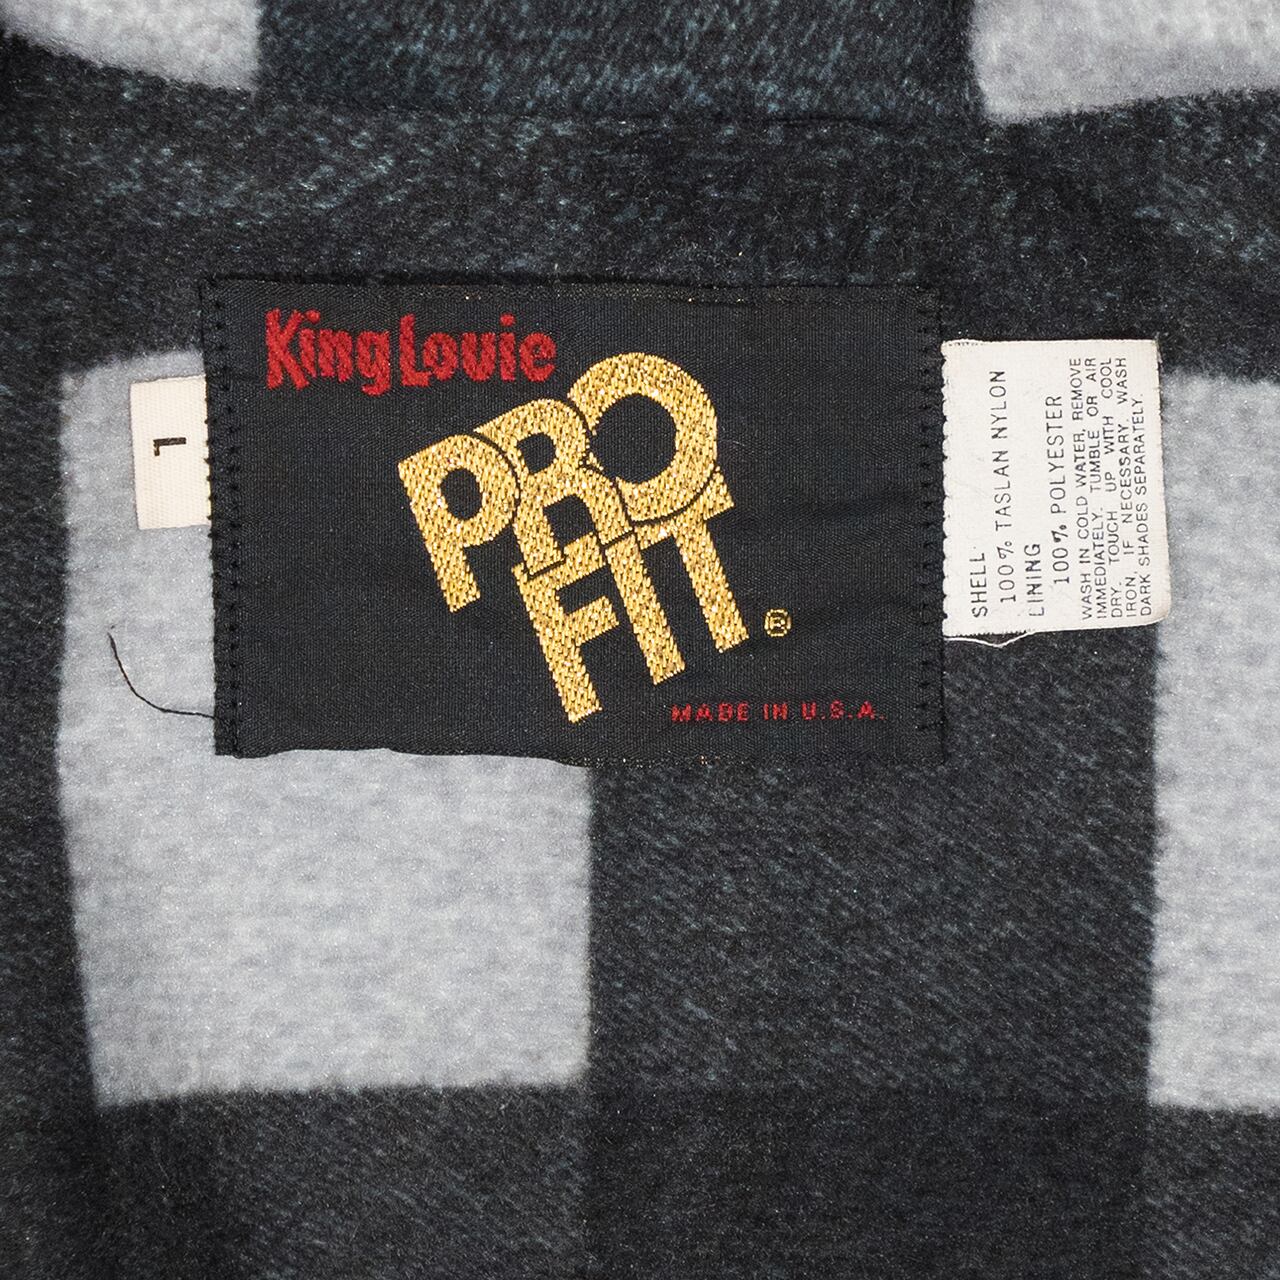 King Louie
PRO
FIT
®
MADE IN U.S.A.
L
SHELL
100% TASLAN NYLON
LINING
100% POLYESTER
WASH IN COLD WATER, REMOVE
IMMEDIATELY. TUMBLE OR AIR
DRY. TOUCH UP WITH COOL
IRON, IF NECESSARY WASH
DARK SHADES SEPARATELY.